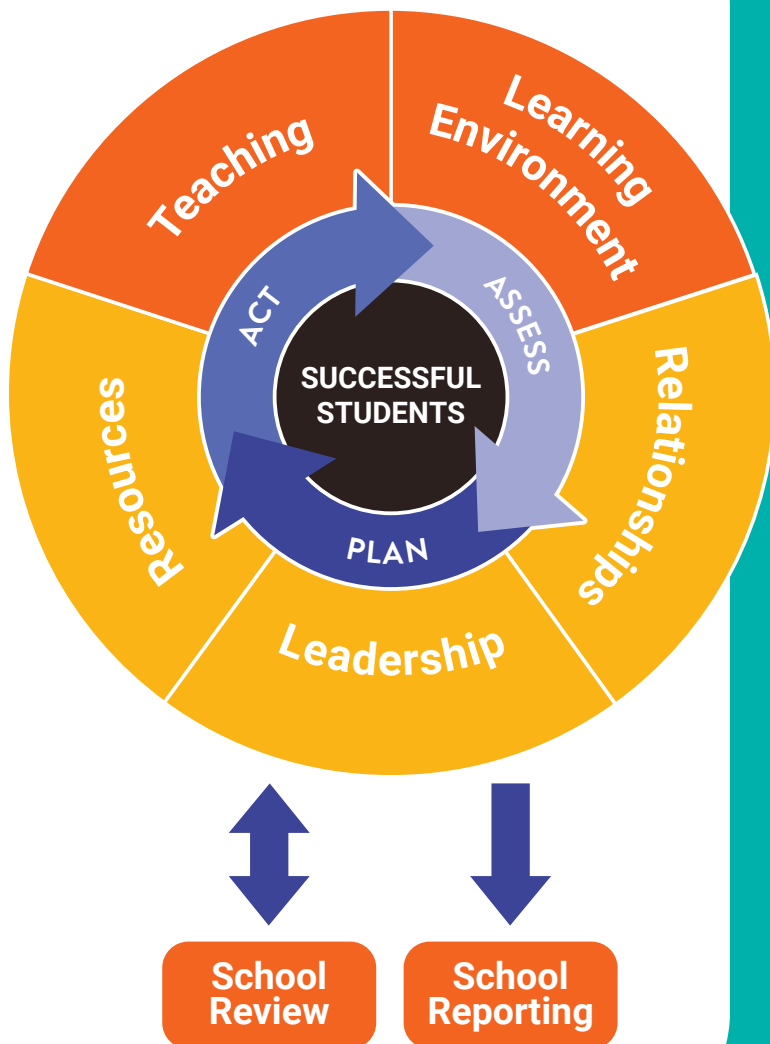 Teaching
Learning
Environment
ACT
ASSESS
SUCCESSFUL
STUDENTS
Resources
Relationships
PLAN
Leadership
School
Review
School
Reporting